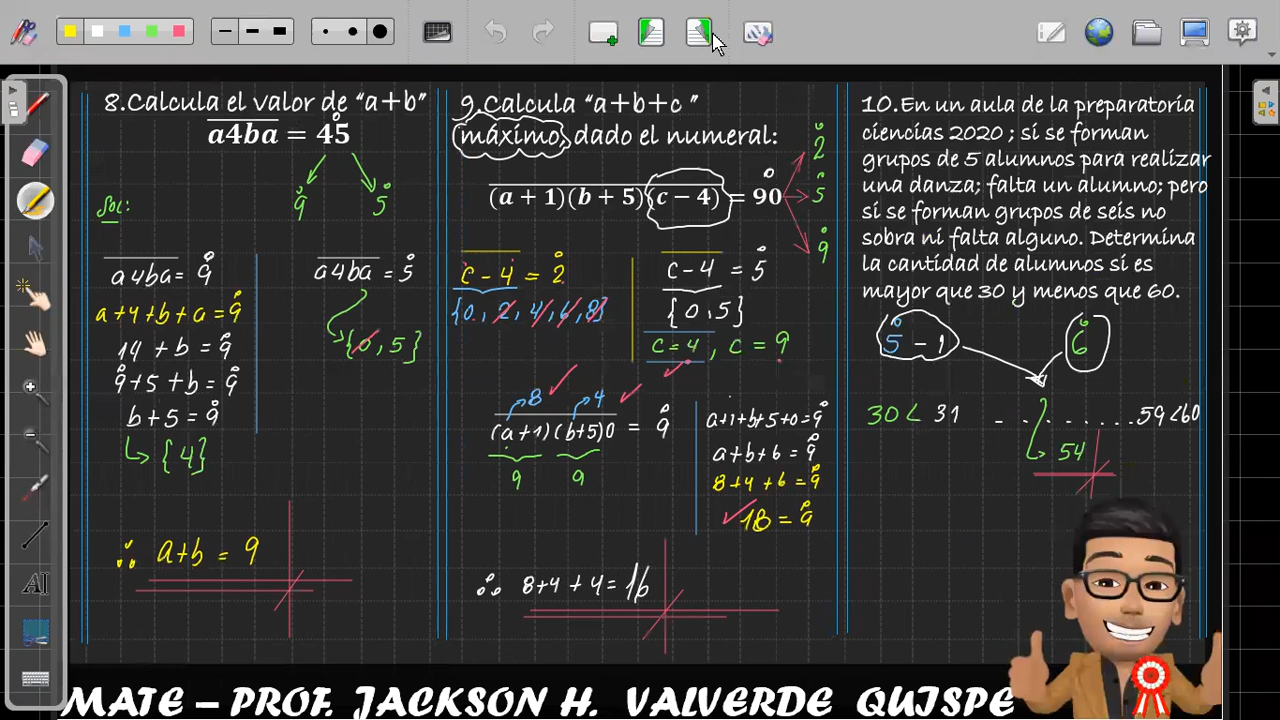 8.Calcula el valor de “a+b”
a4ba = 45°
9° 5°
Sol:
a4ba = 9°
a+4+b+a = 9°
14 + b = 9°
9°+5 +b = 9°
b+5 = 9°
{4}
a4ba = 5°
{0, 5}
∴ a+b = 9
9.Calcula “a+b+c ”
máximo, dado el numeral:
(a + 1)(b + 5)(c − 4) = 90°
2°
5°
9°
c - 4 = 2°
{0, 2, 4, 6, 8}
c - 4 = 5°
{0, 5}
c = 4, c = 9
8 4
(a+1)(b+5)0 = 9°
9 9
a+1+b+5+0=9°
a+b+6 = 9°
8+4+6 = 9°
18 = 9°
∴ 8+4+4=16
10.En un aula de la preparatoria
ciencias 2020 ; si se forman
grupos de 5 alumnos para realizar
una danza; falta un alumno; pero
si se forman grupos de seis no
sobra ni falta alguno. Determina
la cantidad de alumnos si es
mayor que 30 y menos que 60.
5° - 1 6°
30 < 31 . . . . . . . . . 59<60
54
MATE – PROF. JACKSON H. VALVERDE QUISPE